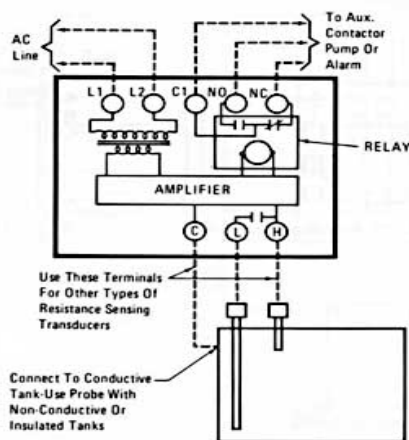 To Aux.
AC
Contactor
Line
Pump Or
Alarm
L1 L2 C1 NO NC
RELAY
AMPLIFIER
C L H
Use These Terminals
For Other Types Of
Resistance Sensing
Transducers
Connect To Conductive
Tank-Use Probe With
Non-Conductive Or
Insulated Tanks